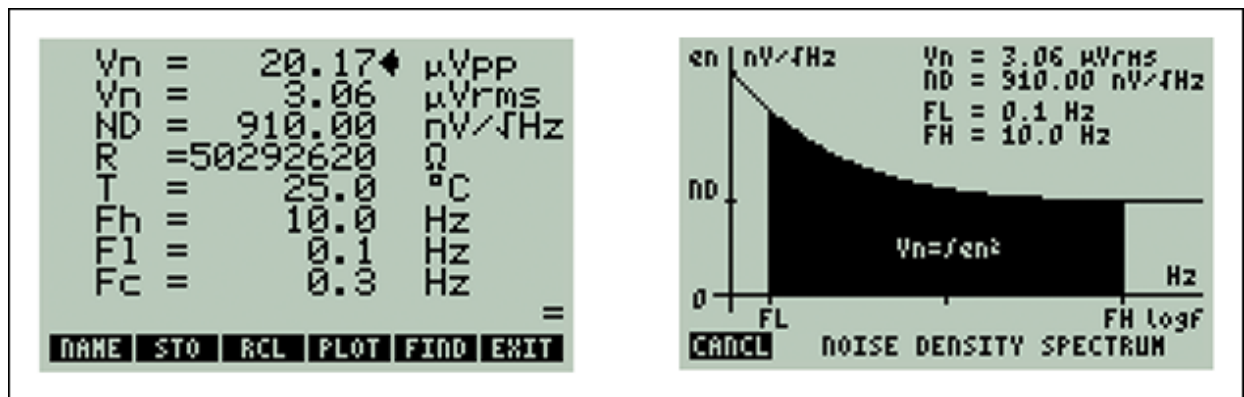 Vn = 20.17 µVpp
Vn = 3.06 µVrms
ND = 910.00 nV/√Hz
R =50292620 Ω
T = 25.0 °C
Fh = 10.0 Hz
Fl = 0.1 Hz
Fc = 0.3 Hz
=
NAME STO RCL PLOT FIND EXIT
en nV/√Hz
Vn = 3.06 µVrms
ND = 910.00 nV/√Hz
FL = 0.1 Hz
FH = 10.0 Hz
ND
Vn=∫en²
Hz
0
FL FH logf
CANCL NOISE DENSITY SPECTRUM